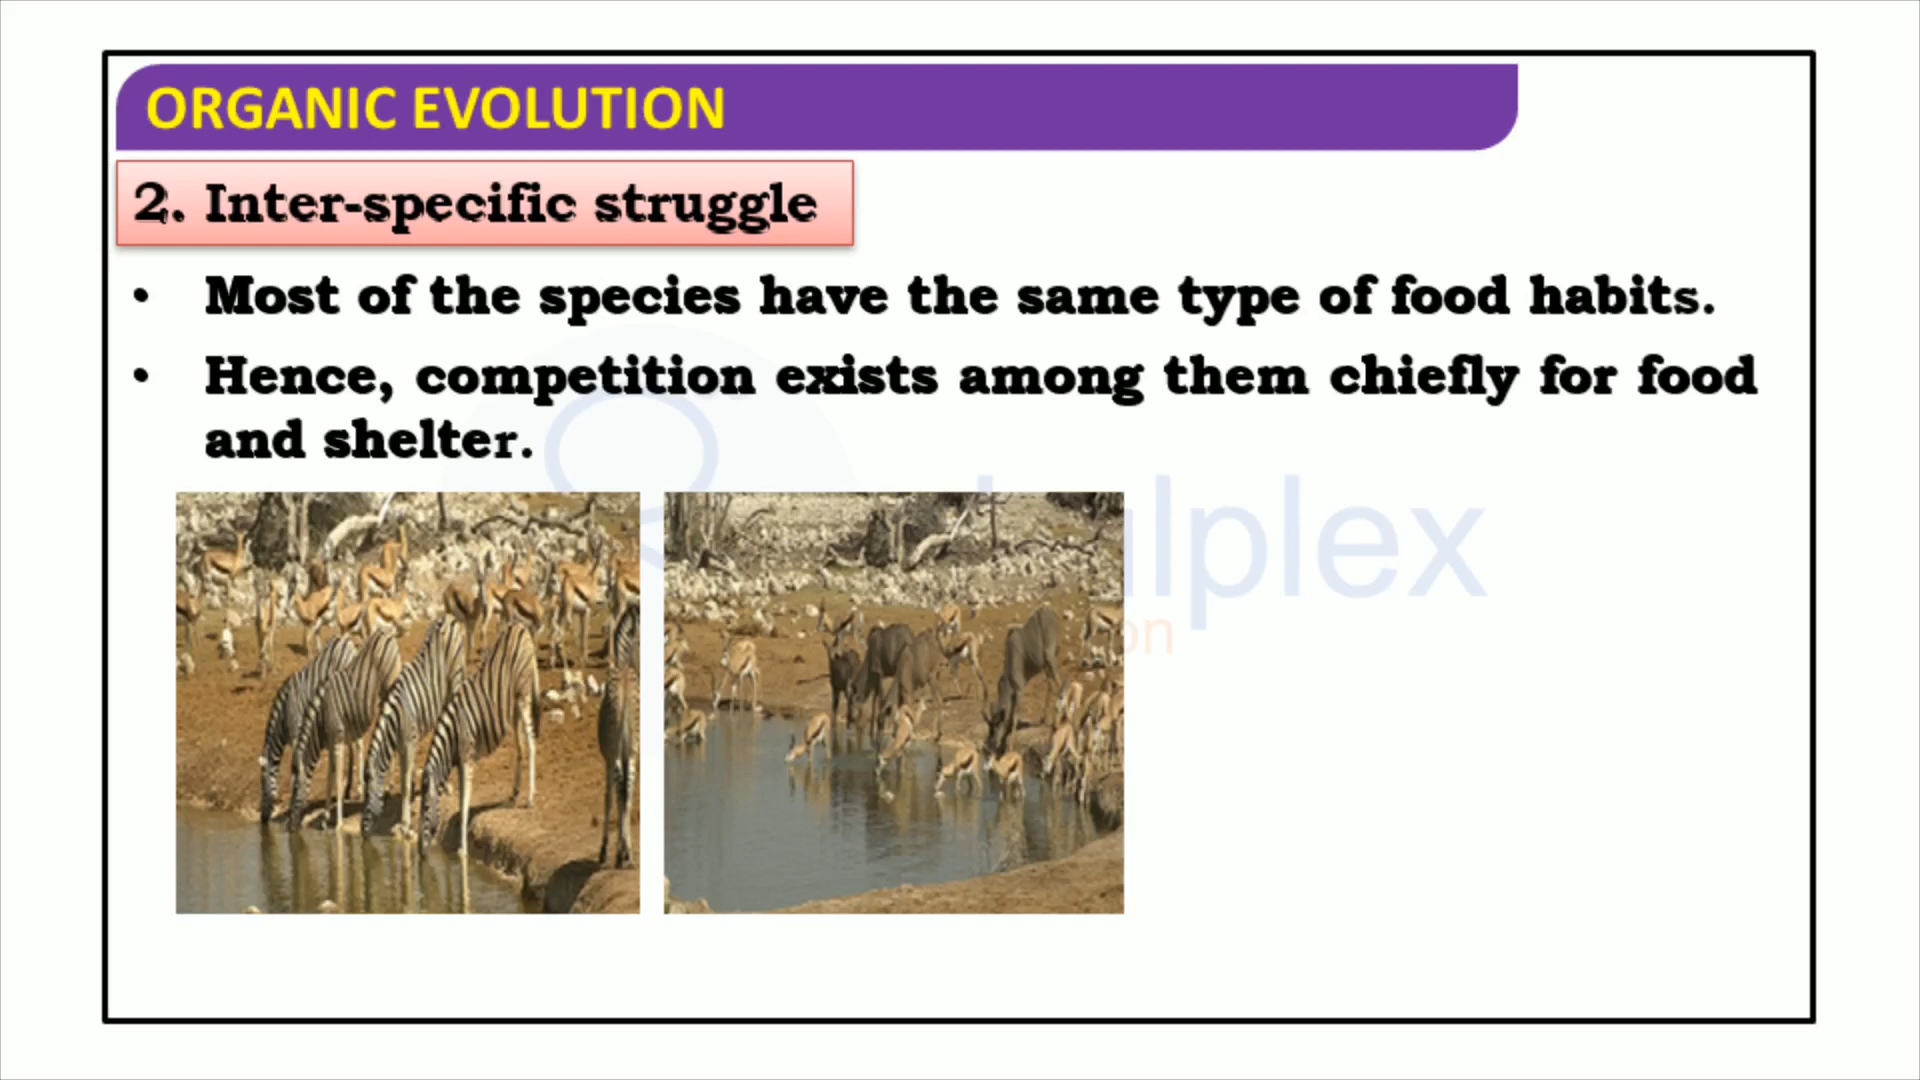 ORGANIC EVOLUTION
2. Inter-specific struggle
• Most of the species have the same type of food habits.
• Hence, competition exists among them chiefly for food
and shelter.